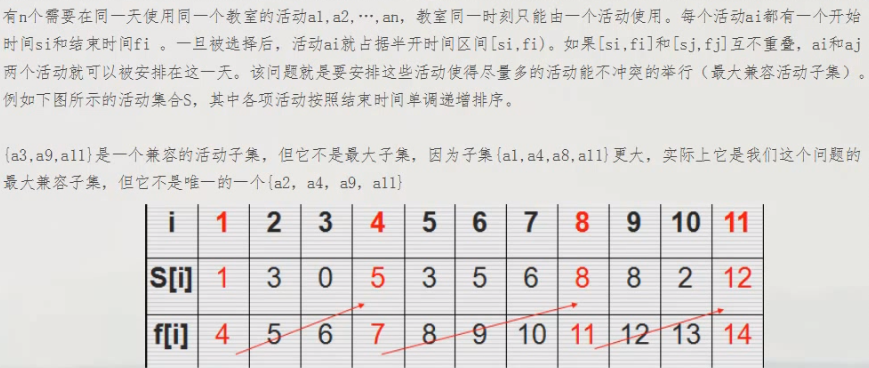 有n个需要在同一天使用同一个教室的活动a1,a2,…,an，教室同一时刻只能由一个活动使用。每个活动ai都有一个开始
时间si和结束时间fi 。一旦被选择后，活动ai就占据半开时间区间[si,fi)。如果[si,fi]和[sj,fj]互不重叠，ai和aj
两个活动就可以被安排在这一天。该问题就是要安排这些活动使得尽量多的活动能不冲突的举行（最大兼容活动子集）。
例如下图所示的活动集合S，其中各项活动按照结束时间单调递增排序。
{a3,a9,a11}是一个兼容的活动子集，但它不是最大子集，因为子集{a1,a4,a8,a11}更大，实际上它是我们这个问题的
最大兼容子集，但它不是唯一的一个{a2，a4，a9，a11}
i 1 2 3 4 5 6 7 8 9 10 11
S[i] 1 3 0 5 3 5 6 8 8 2 12
f[i] 4 5 6 7 8 9 10 11 12 13 14